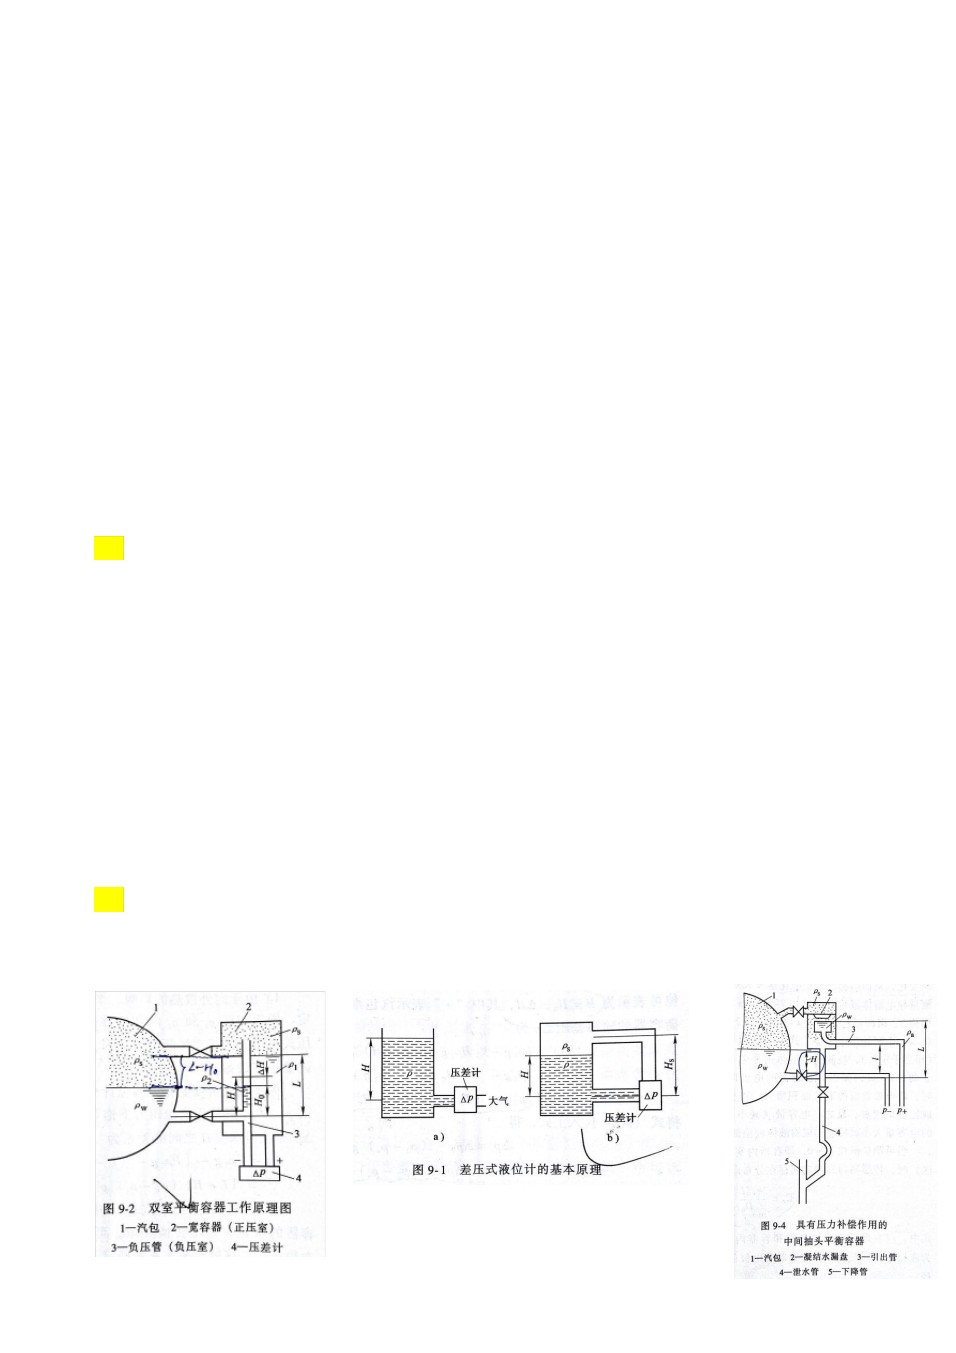 1
2
ρs
ρs
L-H₀
ΔH
ρ1
ρ2
L
H
H₀
ρw
3
- +
Δp
4
图 9-2 双室平衡容器工作原理图
1—汽包 2—宽容器（正压室）
3—负压管（负压室） 4—压差计
H
ρ
压差计
Δp
大气
a)
ρs
ρ
H
Hs
Δp
压差计
b)
图 9-1 差压式液位计的基本原理
1
ρs 2
ρw
ρs
3
ρa
H
l
L
ρw
p- p+
4
5
图 9-4 具有压力补偿作用的
中间抽头平衡容器
1—汽包 2—凝结水漏盘 3—引出管
4—泄水管 5—下降管